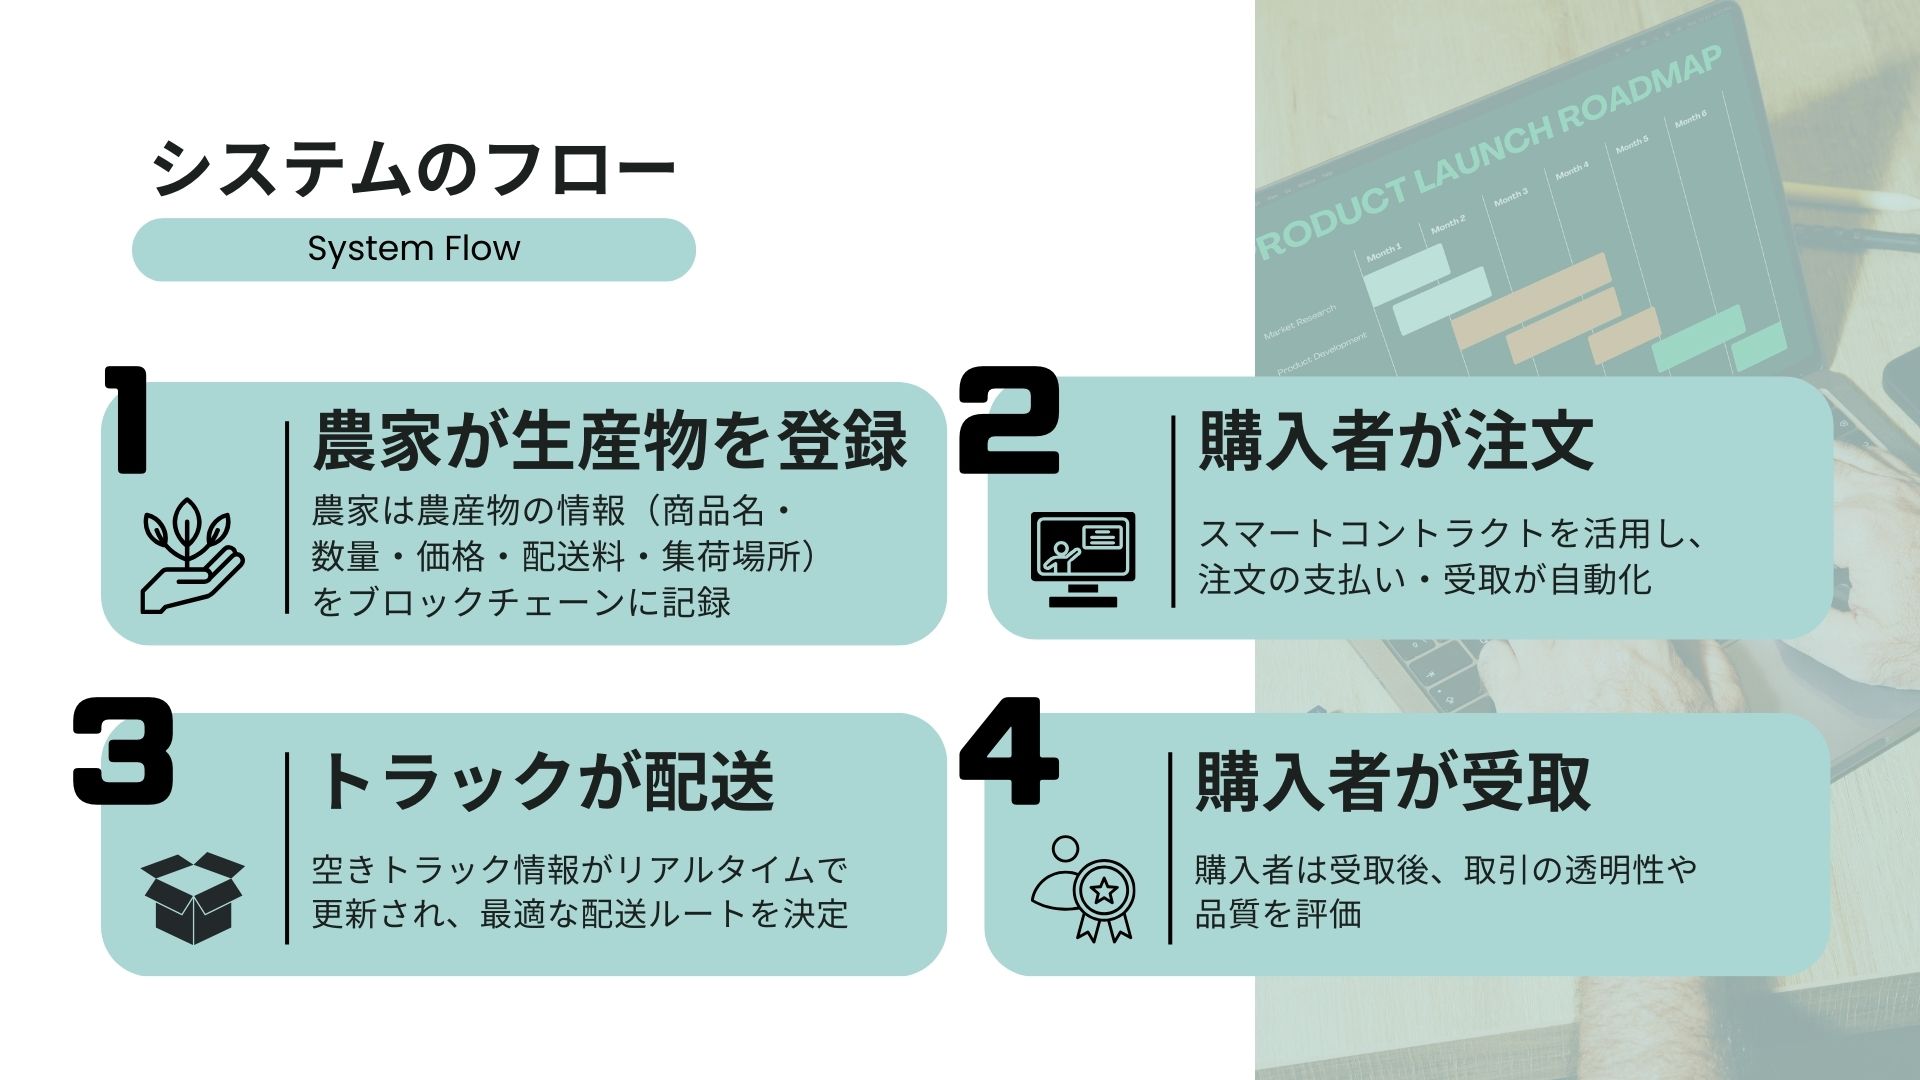 システムのフロー
System Flow
PRODUCT LAUNCH ROADMAP
Month 1
Month 2
Month 3
Month 4
Month 5
Month 6
Market Research
Product Development
1
農家が生産物を登録
農家は農産物の情報（商品名・
数量・価格・配送料・集荷場所）
をブロックチェーンに記録
2
購入者が注文
スマートコントラクトを活用し、
注文の支払い・受取が自動化
3
トラックが配送
空きトラック情報がリアルタイムで
更新され、最適な配送ルートを決定
4
購入者が受取
購入者は受取後、取引の透明性や
品質を評価